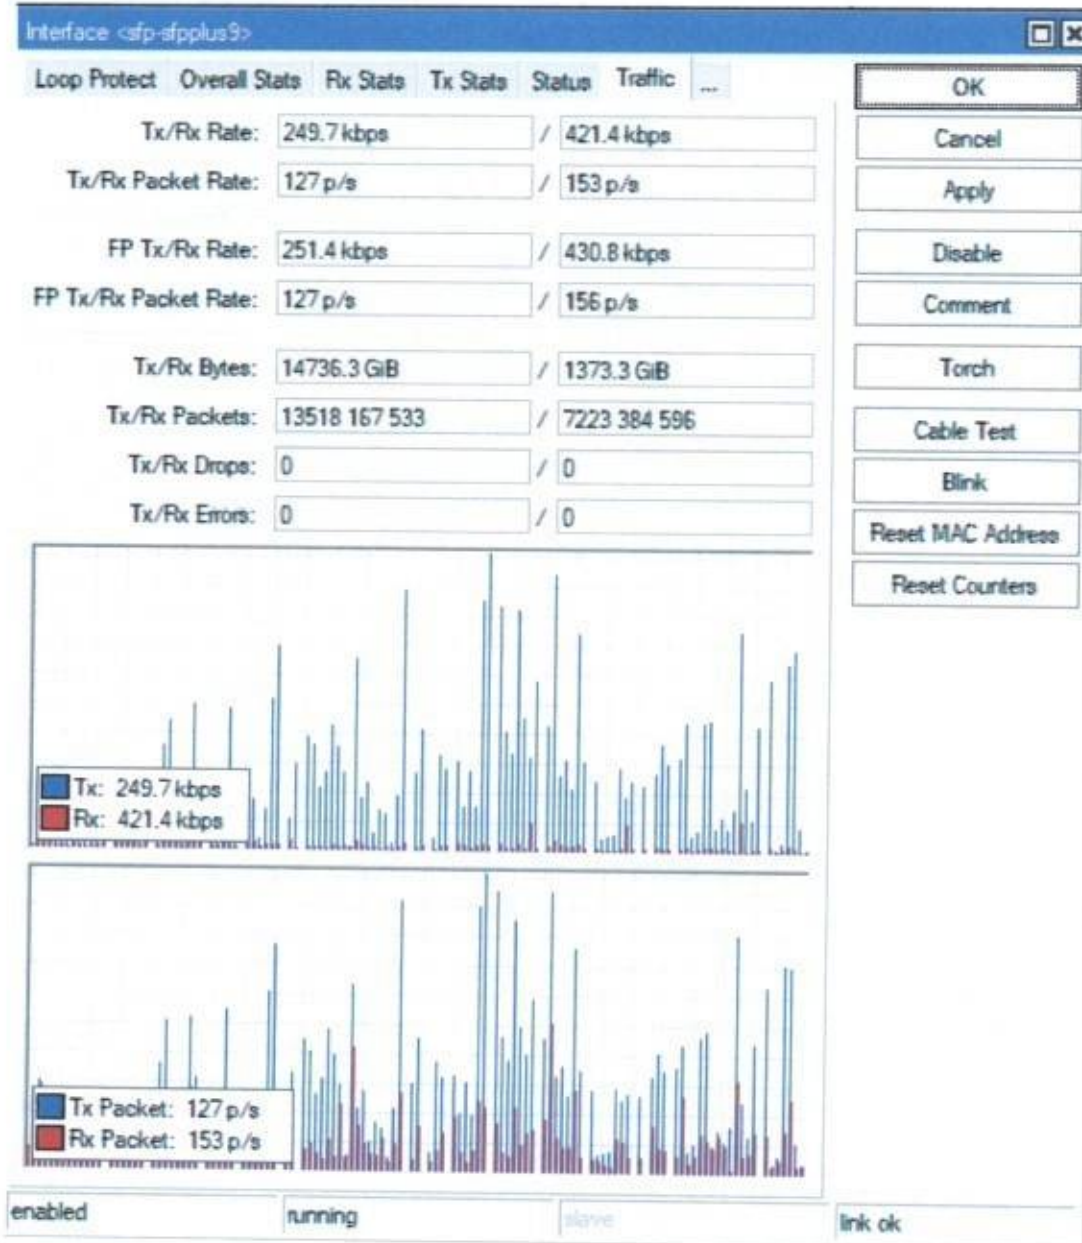 Interface <sfp-sfpplus9>
Loop Protect Overall Stats Rx Stats Tx Stats Status Traffic ...
Tx/Rx Rate: 249.7 kbps / 421.4 kbps
Tx/Rx Packet Rate: 127 p/s / 153 p/s
FP Tx/Rx Rate: 251.4 kbps / 430.8 kbps
FP Tx/Rx Packet Rate: 127 p/s / 156 p/s
Tx/Rx Bytes: 14736.3 GiB / 1373.3 GiB
Tx/Rx Packets: 13518 167 533 / 7223 384 596
Tx/Rx Drops: 0 / 0
Tx/Rx Errors: 0 / 0
OK
Cancel
Apply
Disable
Comment
Torch
Cable Test
Blink
Reset MAC Address
Reset Counters
Tx: 249.7 kbps
Rx: 421.4 kbps
Tx Packet: 127 p/s
Rx Packet: 153 p/s
enabled running slave link ok